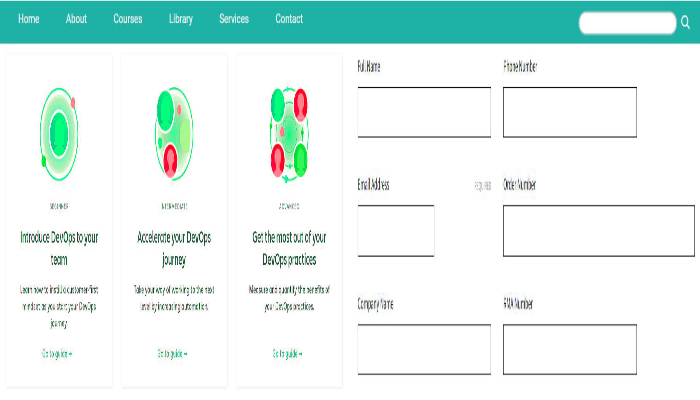 Home About Courses Library Services Contact
BEGINNER
Introduce DevOps to your
team
Learn how to instill a customer-first
mindset as you start your DevOps
journey.
Go to guide →
INTERMEDIATE
Accelerate your DevOps
journey
Take your way of working to the next
level by increasing automation.
Go to guide →
ADVANCED
Get the most out of your
DevOps practices
Measure and quantify the benefits of
your DevOps practices.
Go to guide →
Full Name
Phone Number
Email Address REQUIRED
Order Number
Company Name
RMA Number